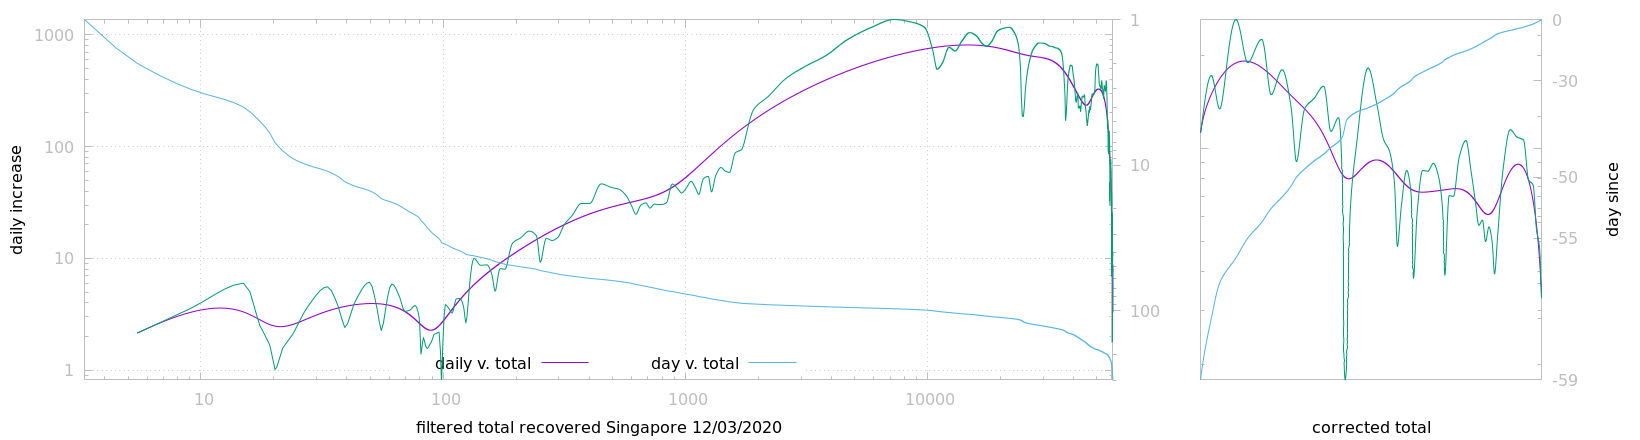 1000
100
10
1
daily increase
10
100
1000
10000
1
10
100
daily v. total
day v. total
filtered total recovered Singapore 12/03/2020
0
-30
-50
-55
-59
day since
corrected total